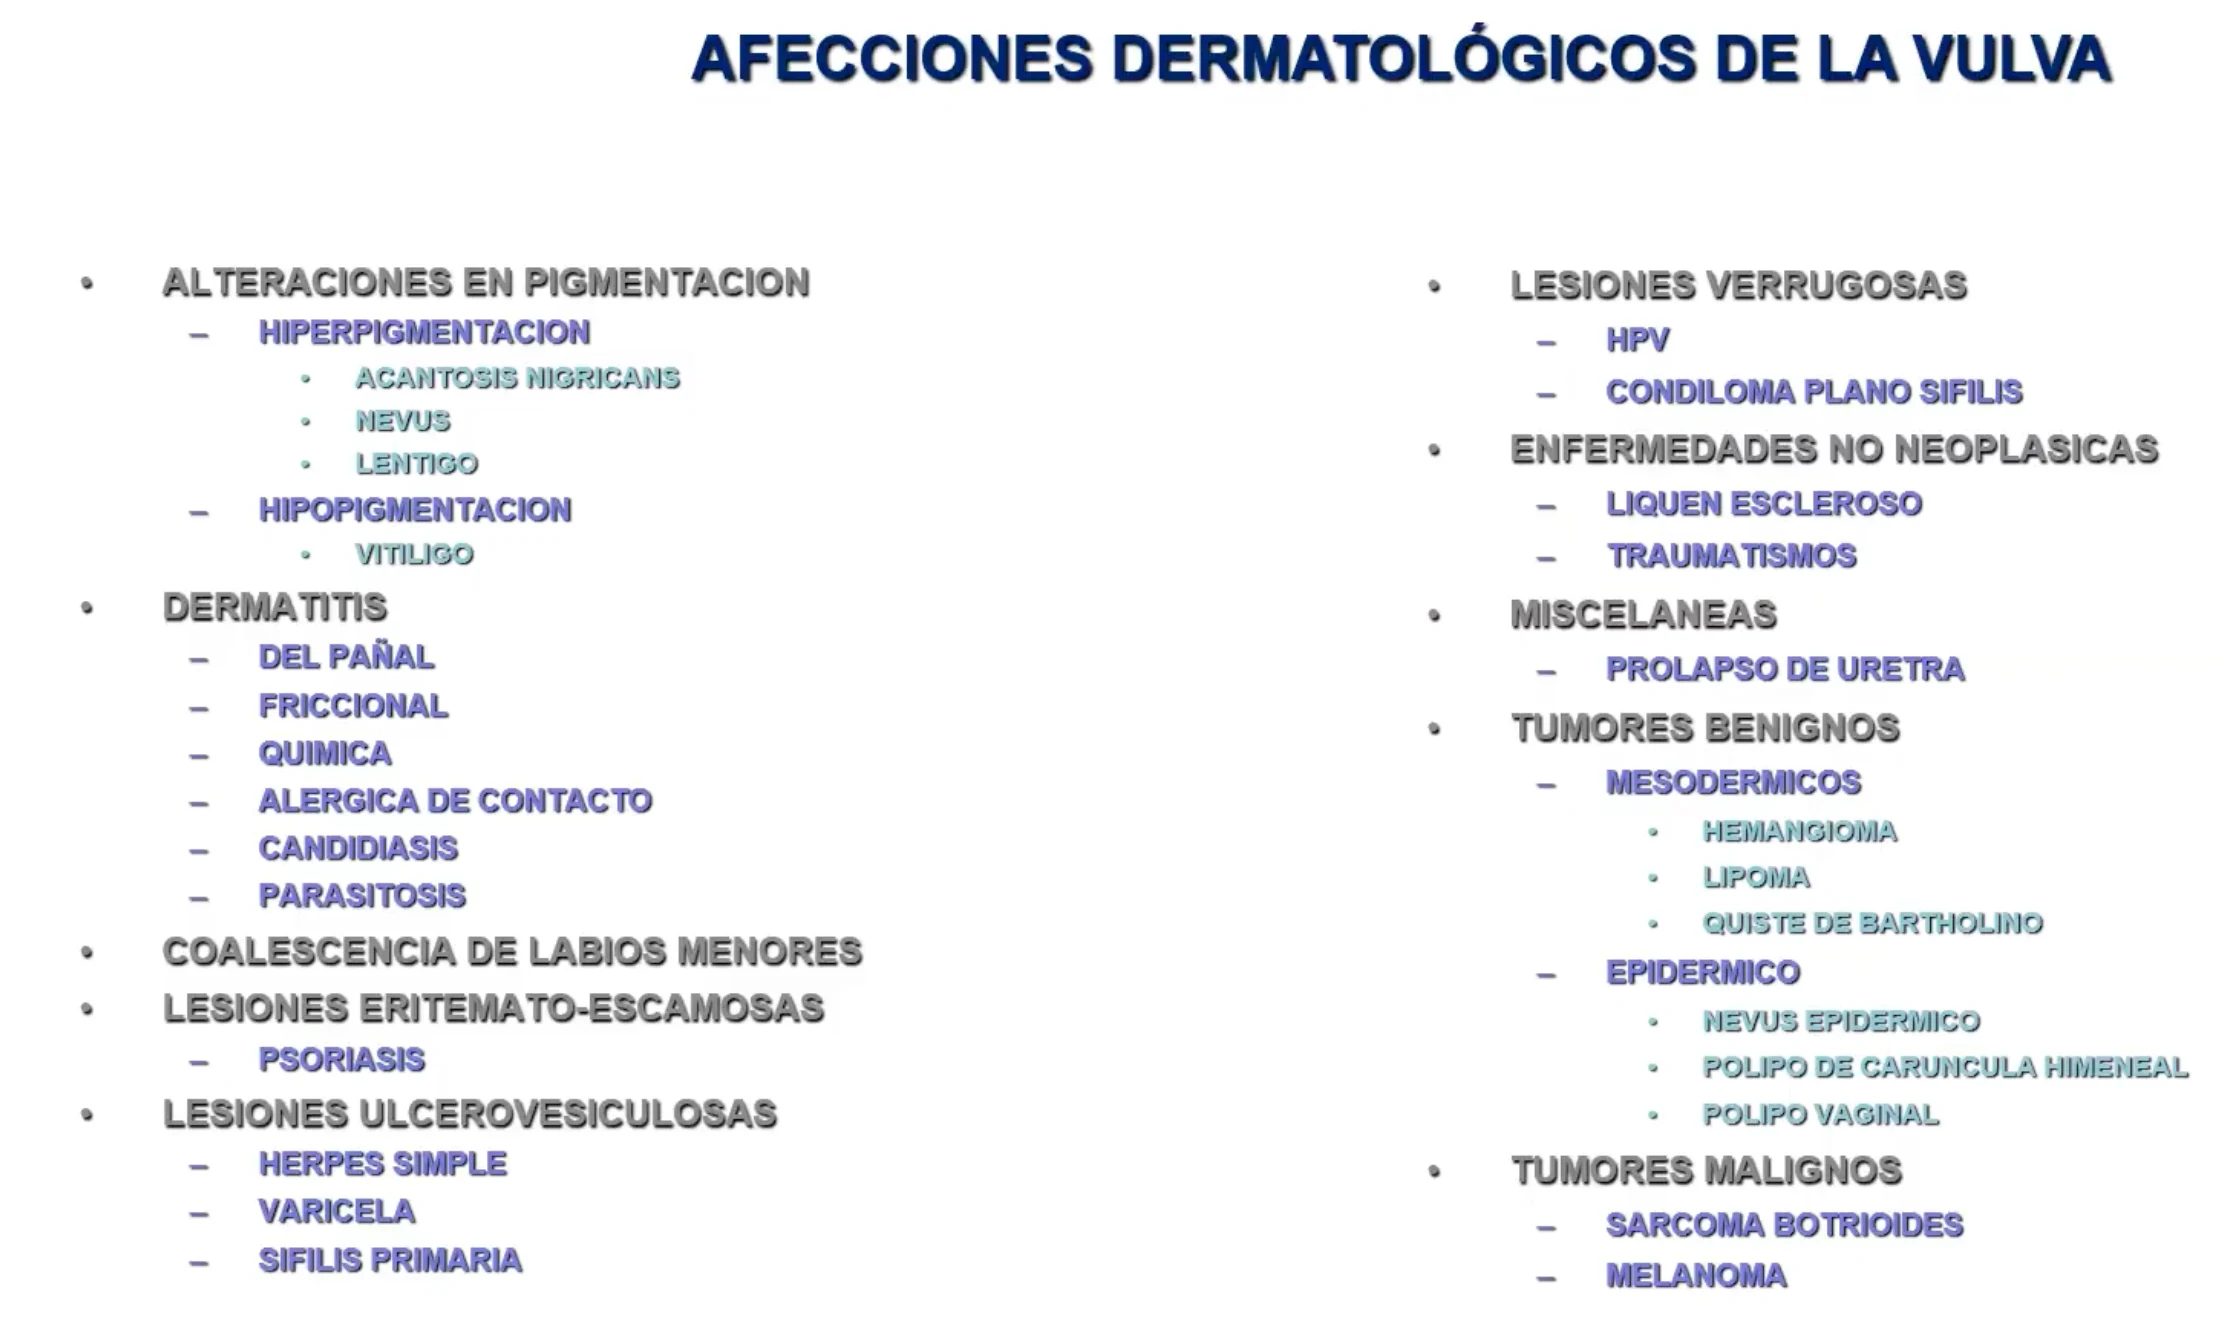 AFECCIONES DERMATOLÓGICOS DE LA VULVA
• ALTERACIONES EN PIGMENTACION
– HIPERPIGMENTACION
• ACANTOSIS NIGRICANS
• NEVUS
• LENTIGO
– HIPOPIGMENTACION
• VITILIGO
• DERMATITIS
– DEL PAÑAL
– FRICCIONAL
– QUIMICA
– ALERGICA DE CONTACTO
– CANDIDIASIS
– PARASITOSIS
• COALESCENCIA DE LABIOS MENORES
• LESIONES ERITEMATO-ESCAMOSAS
– PSORIASIS
• LESIONES ULCEROVESICULOSAS
– HERPES SIMPLE
– VARICELA
– SIFILIS PRIMARIA
• LESIONES VERRUGOSAS
– HPV
– CONDILOMA PLANO SIFILIS
• ENFERMEDADES NO NEOPLASICAS
– LIQUEN ESCLEROSO
– TRAUMATISMOS
• MISCELANEAS
– PROLAPSO DE URETRA
• TUMORES BENIGNOS
– MESODERMICOS
• HEMANGIOMA
• LIPOMA
• QUISTE DE BARTHOLINO
– EPIDERMICO
• NEVUS EPIDERMICO
• POLIPO DE CARUNCULA HIMENEAL
• POLIPO VAGINAL
• TUMORES MALIGNOS
– SARCOMA BOTRIOIDES
– MELANOMA